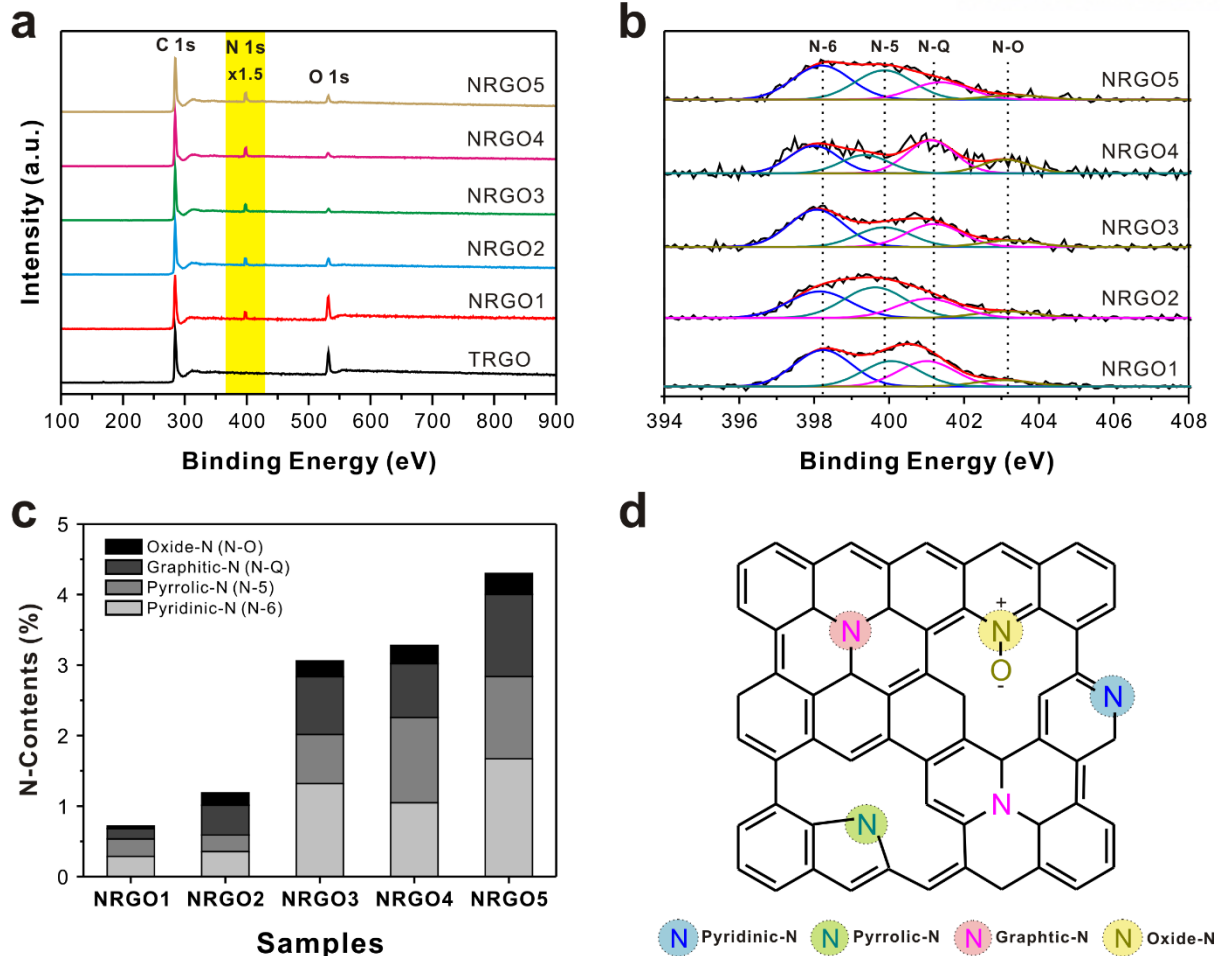 a
C 1s
N 1s
x1.5
O 1s
NRGO5
NRGO4
NRGO3
NRGO2
NRGO1
TRGO
Intensity (a.u.)
100 200 300 400 500 600 700 800 900
Binding Energy (eV)
b
N-6 N-5 N-Q N-O
NRGO5
NRGO4
NRGO3
NRGO2
NRGO1
394 396 398 400 402 404 406 408
Binding Energy (eV)
c
5
4
3
2
1
0
N-Contents (%)
Oxide-N (N-O)
Graphitic-N (N-Q)
Pyrrolic-N (N-5)
Pyridinic-N (N-6)
NRGO1 NRGO2 NRGO3 NRGO4 NRGO5
Samples
d
N
+
N
O
-
N
N
N
N Pyridinic-N N Pyrrolic-N N Graphtic-N N Oxide-N